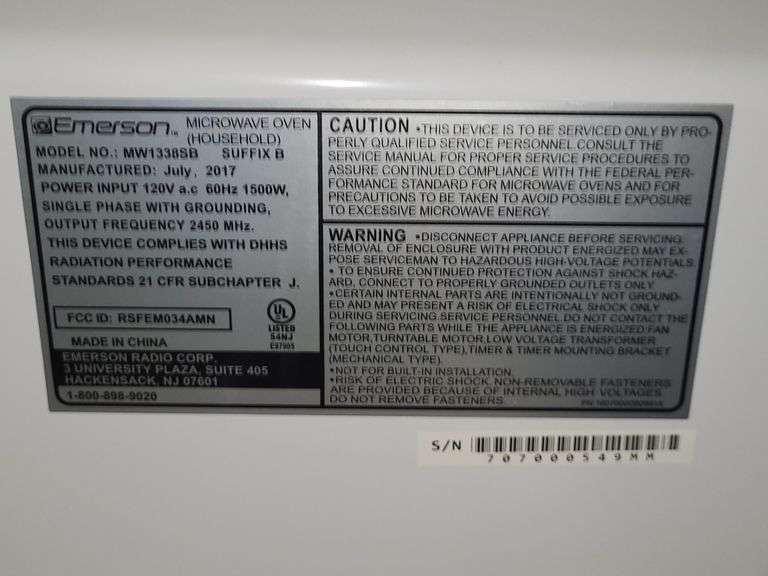 Emerson™ MICROWAVE OVEN
(HOUSEHOLD)
MODEL NO.: MW1338SB SUFFIX B
MANUFACTURED: July, 2017
POWER INPUT 120V a.c 60Hz 1500W,
SINGLE PHASE WITH GROUNDING,
OUTPUT FREQUENCY 2450 MHz.
THIS DEVICE COMPLIES WITH DHHS
RADIATION PERFORMANCE
STANDARDS 21 CFR SUBCHAPTER J.
FCC ID: RSFEM034AMN
UL
LISTED
54NJ
MADE IN CHINA
EMERSON RADIO CORP.
3 UNIVERSITY PLAZA, SUITE 405
HACKENSACK, NJ 07601
1-800-898-9020
CAUTION •THIS DEVICE IS TO BE SERVICED ONLY BY PRO-
PERLY QUALIFIED SERVICE PERSONNEL CONSULT THE
SERVICE MANUAL FOR PROPER SERVICE PROCEDURES TO
ASSURE CONTINUED COMPLIANCE WITH THE FEDERAL PER-
FORMANCE STANDARD FOR MICROWAVE OVENS AND FOR
PRECAUTIONS TO BE TAKEN TO AVOID POSSIBLE EXPOSURE
TO EXCESSIVE MICROWAVE ENERGY.
WARNING •DISCONNECT APPLIANCE BEFORE SERVICING.
REMOVAL OF ENCLOSURE WITH PRODUCT ENERGIZED MAY EX-
POSE SERVICEMAN TO HAZARDOUS HIGH-VOLTAGE POTENTIALS.
• TO ENSURE CONTINUED PROTECTION AGAINST SHOCK HAZ-
ARD, CONNECT TO PROPERLY GROUNDED OUTLETS ONLY.
•CERTAIN INTERNAL PARTS ARE INTENTIONALLY NOT GROUND-
ED AND MAY PRESENT A RISK OF ELECTRICAL SHOCK ONLY
DURING SERVICING.SERVICE PERSONNEL DO NOT CONTACT THE
FOLLOWING PARTS WHILE THE APPLIANCE IS ENERGIZED:FAN
MOTOR,TURNTABLE MOTOR,LOW VOLTAGE TRANSFORMER
(TOUCH CONTROL TYPE),TIMER & TIMER MOUNTING BRACKET
(MECHANICAL TYPE).
•NOT FOR BUILT-IN INSTALLATION.
•RISK OF ELECTRIC SHOCK, NON-REMOVABLE FASTENERS
ARE PROVIDED BECAUSE OF INTERNAL HIGH-VOLTAGES
DO NOT REMOVE FASTENERS.
S/N
707000549MM